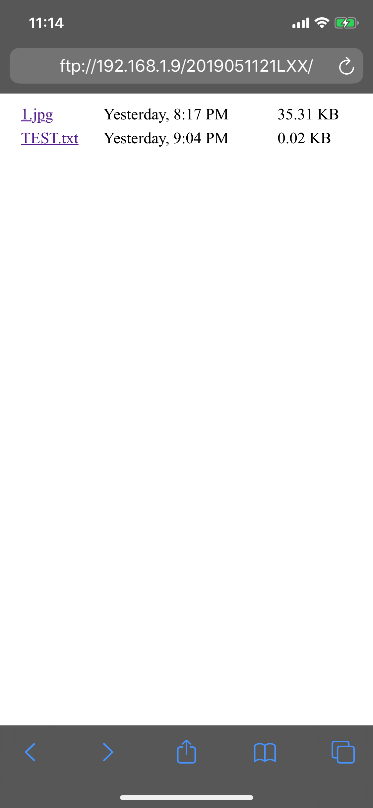 11:14
ftp://192.168.1.9/2019051121LXX/
1.jpg Yesterday, 8:17 PM 35.31 KB
TEST.txt Yesterday, 9:04 PM 0.02 KB